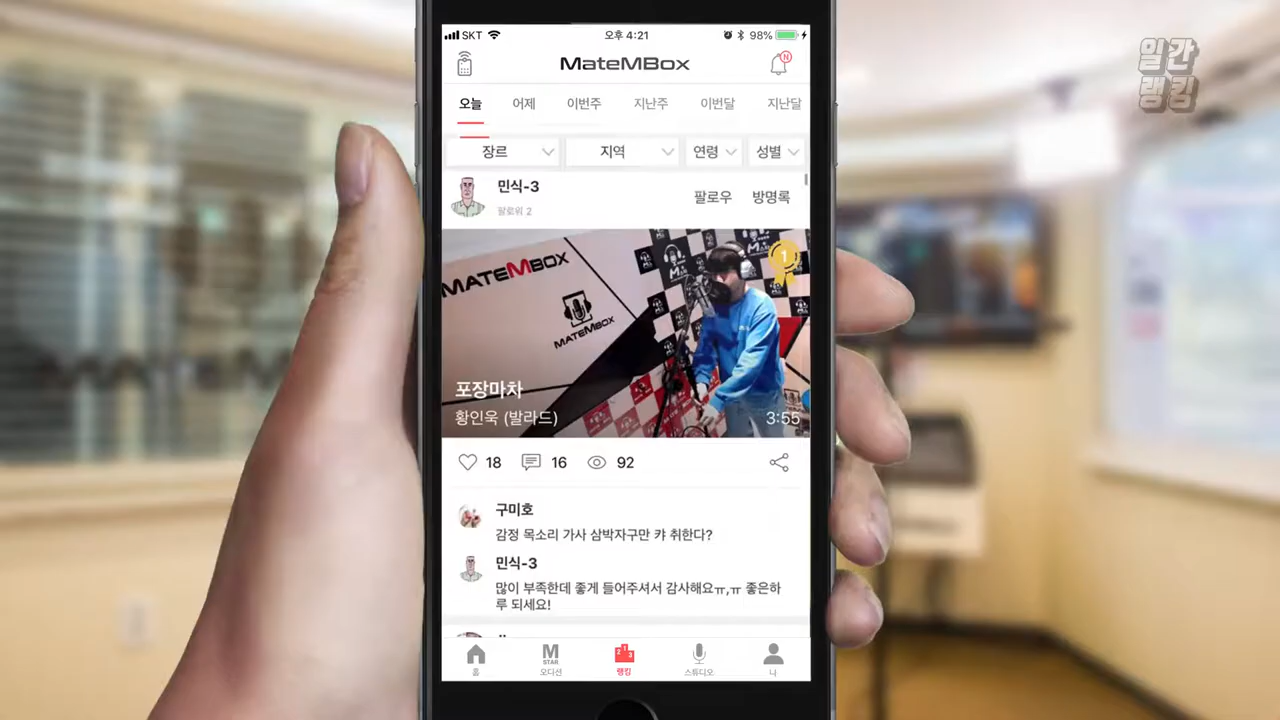 SKT 오후 4:21 98%
MateMBox N
일간
랭킹
오늘 어제 이번주 지난주 이번달 지난달
장르 지역 연령 성별
민식-3
팔로워 2
팔로우 방명록
1
MATEMBOX
MATEMBOX
포장마차
황인욱 (발라드) 3:55
18 16 92
구미호
감정 목소리 가사 삼박자구만 캬 취한다?
민식-3
많이 부족한데 좋게 들어주셔서 감사해요ㅠ,ㅠ 좋은하
루 되세요!
M
STAR
2 1 3
홈 오디션 랭킹 스튜디오 나